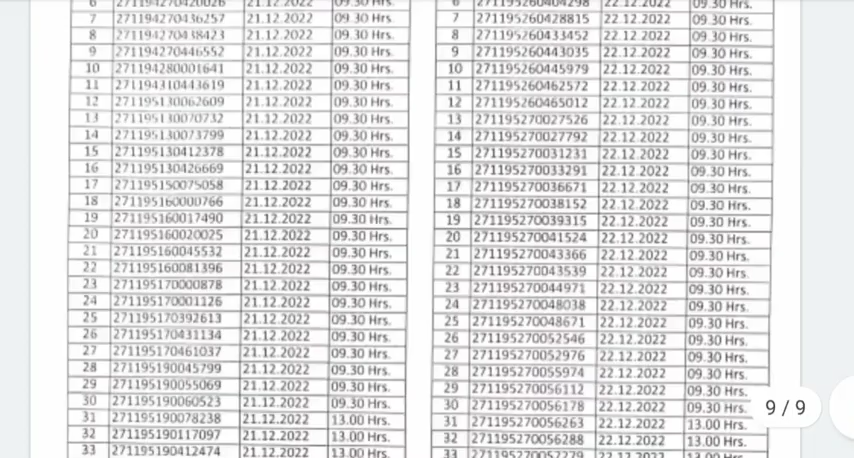 6 271194270420026 21.12.2022 09.30 Hrs.
7 271194270436257 21.12.2022 09.30 Hrs.
8 271194270438423 21.12.2022 09.30 Hrs.
9 271194270446552 21.12.2022 09.30 Hrs.
10 271194280001641 21.12.2022 09.30 Hrs.
11 271194310443619 21.12.2022 09.30 Hrs.
12 271195130062609 21.12.2022 09.30 Hrs.
13 271195130070732 21.12.2022 09.30 Hrs.
14 271195130073799 21.12.2022 09.30 Hrs.
15 271195130412378 21.12.2022 09.30 Hrs.
16 271195130426669 21.12.2022 09.30 Hrs.
17 271195150075058 21.12.2022 09.30 Hrs.
18 271195160000766 21.12.2022 09.30 Hrs.
19 271195160017490 21.12.2022 09.30 Hrs.
20 271195160020025 21.12.2022 09.30 Hrs.
21 271195160045532 21.12.2022 09.30 Hrs.
22 271195160081396 21.12.2022 09.30 Hrs.
23 271195170000878 21.12.2022 09.30 Hrs.
24 271195170001126 21.12.2022 09.30 Hrs.
25 271195170392613 21.12.2022 09.30 Hrs.
26 271195170431134 21.12.2022 09.30 Hrs.
27 271195170461037 21.12.2022 09.30 Hrs.
28 271195190045799 21.12.2022 09.30 Hrs.
29 271195190055069 21.12.2022 09.30 Hrs.
30 271195190060523 21.12.2022 09.30 Hrs.
31 271195190078238 21.12.2022 13.00 Hrs.
32 271195190117097 21.12.2022 13.00 Hrs.
33 271195190412474 21.12.2022 13.00 Hrs.
6 271195260404298 22.12.2022 09.30 Hrs.
7 271195260428815 22.12.2022 09.30 Hrs.
8 271195260433452 22.12.2022 09.30 Hrs.
9 271195260443035 22.12.2022 09.30 Hrs.
10 271195260445979 22.12.2022 09.30 Hrs.
11 271195260462572 22.12.2022 09.30 Hrs.
12 271195260465012 22.12.2022 09.30 Hrs.
13 271195270027526 22.12.2022 09.30 Hrs.
14 271195270027792 22.12.2022 09.30 Hrs.
15 271195270031231 22.12.2022 09.30 Hrs.
16 271195270033291 22.12.2022 09.30 Hrs.
17 271195270036671 22.12.2022 09.30 Hrs.
18 271195270038152 22.12.2022 09.30 Hrs.
19 271195270039315 22.12.2022 09.30 Hrs.
20 271195270041524 22.12.2022 09.30 Hrs.
21 271195270043366 22.12.2022 09.30 Hrs.
22 271195270043539 22.12.2022 09.30 Hrs.
23 271195270044971 22.12.2022 09.30 Hrs.
24 271195270048038 22.12.2022 09.30 Hrs.
25 271195270048671 22.12.2022 09.30 Hrs.
26 271195270052546 22.12.2022 09.30 Hrs.
27 271195270052976 22.12.2022 09.30 Hrs.
28 271195270055974 22.12.2022 09.30 Hrs.
29 271195270056112 22.12.2022 09.30 Hrs.
30 271195270056178 22.12.2022 09.30 Hrs.
31 271195270056263 22.12.2022 13.00 Hrs.
32 271195270056288 22.12.2022 13.00 Hrs.
33 271195270057279 22.12.2022 13.00 Hrs.
9 / 9